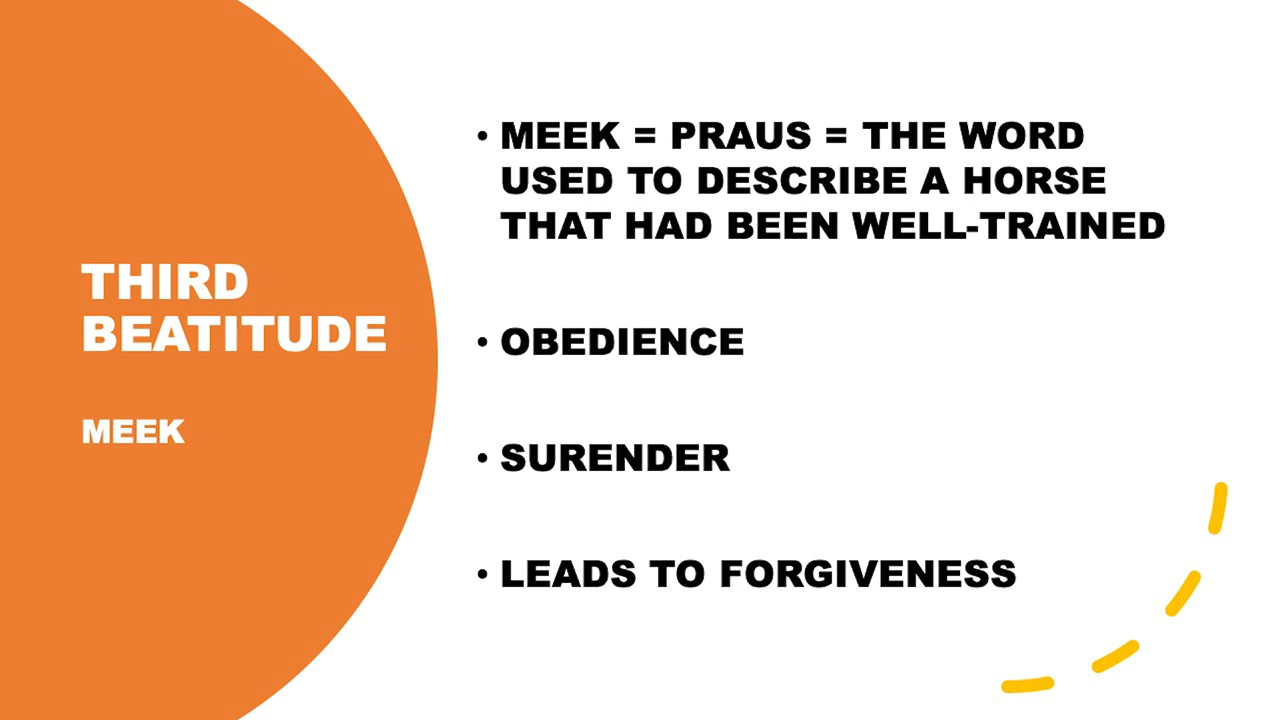 THIRD
BEATITUDE
MEEK
• MEEK = PRAUS = THE WORD
USED TO DESCRIBE A HORSE
THAT HAD BEEN WELL-TRAINED
• OBEDIENCE
• SURENDER
• LEADS TO FORGIVENESS